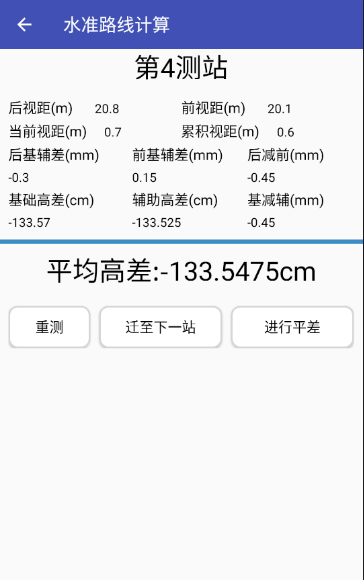 水准路线计算
第4测站
后视距(m) 20.8 前视距(m) 20.1
当前视距(m) 0.7 累积视距(m) 0.6
后基辅差(mm) 前基辅差(mm) 后减前(mm)
-0.3 0.15 -0.45
基础高差(cm) 辅助高差(cm) 基减辅(mm)
-133.57 -133.525 -0.45
平均高差:-133.5475cm
重测 迁至下一站 进行平差